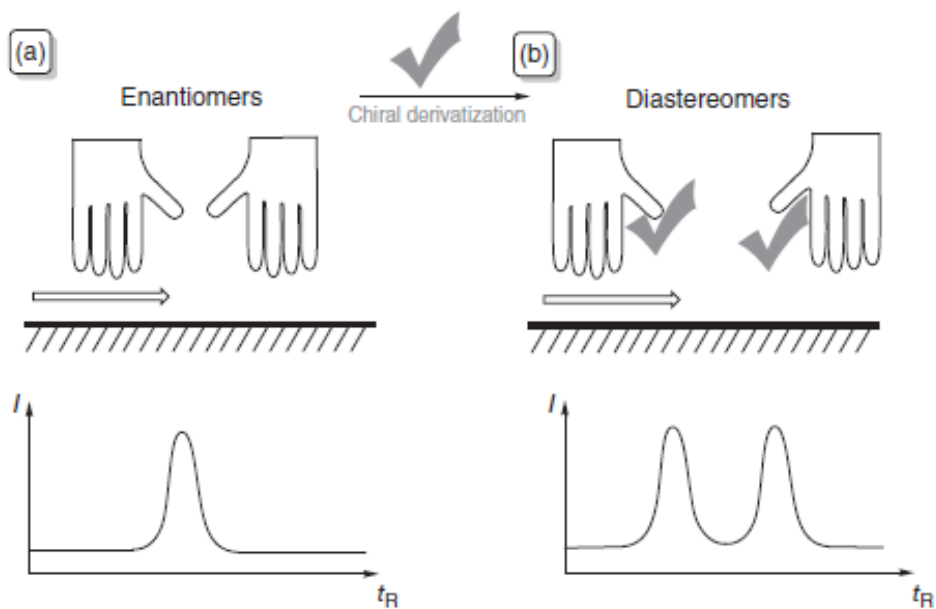 (a)
Enantiomers
Chiral derivatization
(b)
Diastereomers
I
tR
I
tR